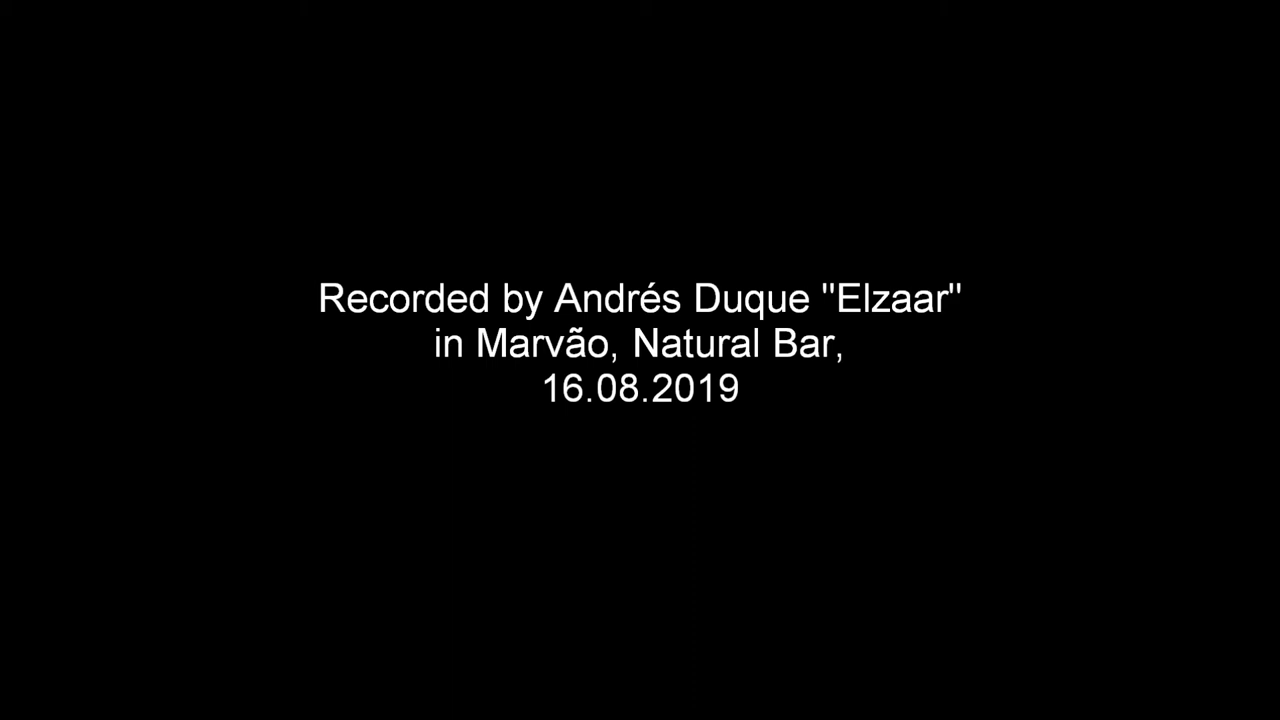 Recorded by Andrés Duque "Elzaar"
in Marvão, Natural Bar,
16.08.2019